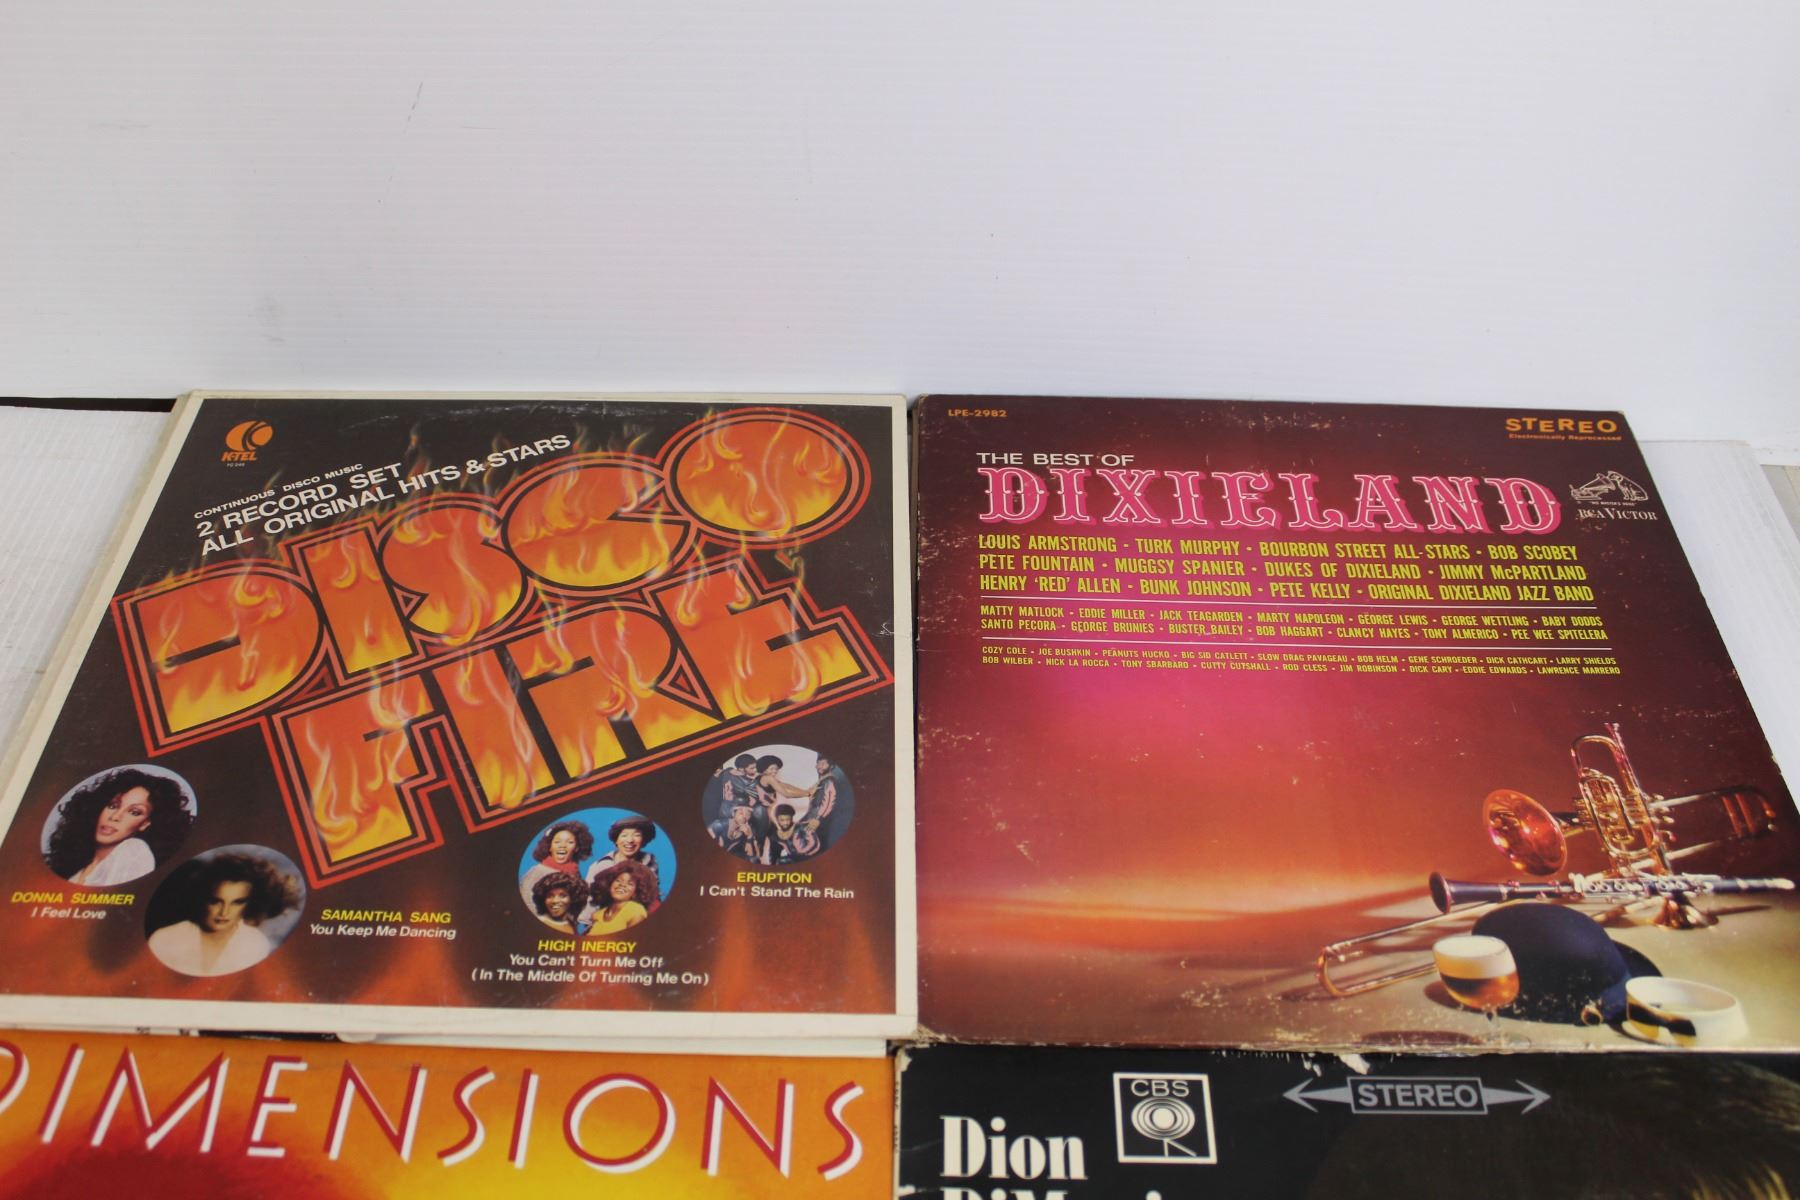 K-TEL
CONTINUOUS DISCO MUSIC
2 RECORD SET
ALL ORIGINAL HITS & STARS
DISCO
FIRE
DONNA SUMMER
I Feel Love
SAMANTHA SANG
You Keep Me Dancing
HIGH INERGY
You Can't Turn Me Off
(In The Middle Of Turning Me On)
ERUPTION
I Can't Stand The Rain
LPE-2982
STEREO
Electronically Reprocessed
THE BEST OF
DIXIELAND
"HIS MASTER'S VOICE"
RCA VICTOR
LOUIS ARMSTRONG • TURK MURPHY • BOURBON STREET ALL-STARS • BOB SCOBEY
PETE FOUNTAIN • MUGGSY SPANIER • DUKES OF DIXIELAND • JIMMY McPARTLAND
HENRY 'RED' ALLEN • BUNK JOHNSON • PETE KELLY • ORIGINAL DIXIELAND JAZZ BAND
MATTY MATLOCK • EDDIE MILLER • JACK TEAGARDEN • MARTY NAPOLEON • GEORGE LEWIS • GEORGE WETTLING • BABY DODDS
SANTO PECORA • GEORGE BRUNIES • BUSTER BAILEY • BOB HAGGART • CLANCY HAYES • TONY ALMERICO • PEE WEE SPITELERA
COZY COLE • JOE BUSHKIN • PEANUTS HUCKO • BIG SID CATLETT • SLOW DRAG PAVAGEAU • BOB HELM • GENE SCHROEDER • DICK CATHCART • LARRY SHIELDS
BOB WILBER • NICK LA ROCCA • TONY SBARBARO • CUTTY CUTSHALL • ROD CLESS • JIM ROBINSON • DICK CARY • EDDIE EDWARDS • LAWRENCE MARRERO
DIMENSIONS
CBS
STEREO
Dion